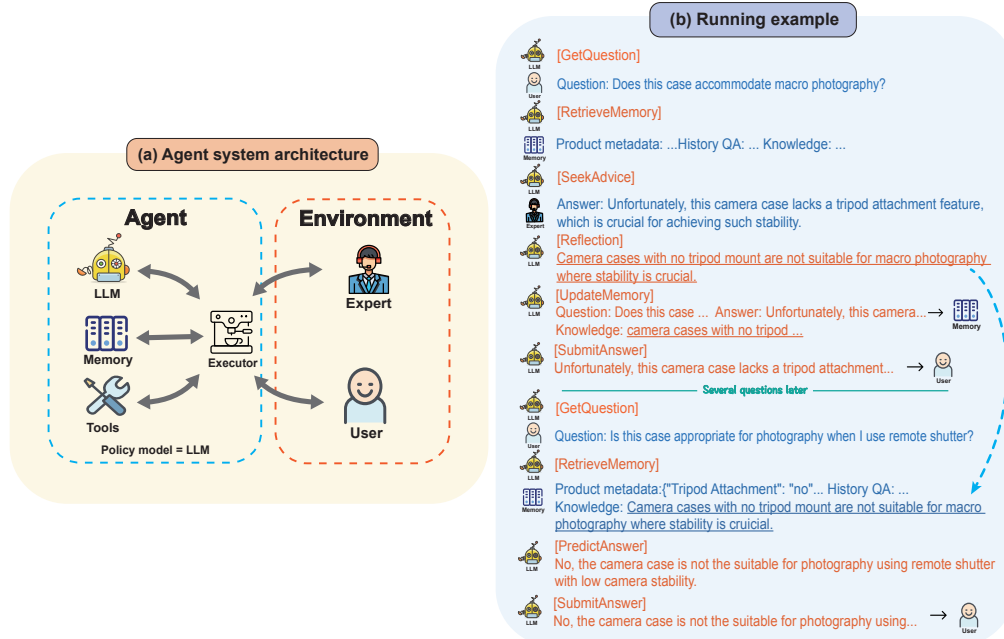 (a) Agent system architecture
Agent
Environment
LLM
Memory
Tools
Executor
Expert
User
Policy model = LLM
(b) Running example
LLM
[GetQuestion]
User
Question: Does this case accommodate macro photography?
LLM
[RetrieveMemory]
Memory
Product metadata: ...History QA: ... Knowledge: ...
LLM
[SeekAdvice]
Expert
Answer: Unfortunately, this camera case lacks a tripod attachment feature,
which is crucial for achieving such stability.
LLM
[Reflection]
Camera cases with no tripod mount are not suitable for macro photography
where stability is crucial.
LLM
[UpdateMemory]
Question: Does this case ... Answer: Unfortunately, this camera...→
Memory
Knowledge: camera cases with no tripod ...
LLM
[SubmitAnswer]
Unfortunately, this camera case lacks a tripod attachment... →
User
Several questions later
LLM
[GetQuestion]
User
Question: Is this case appropriate for photography when I use remote shutter?
LLM
[RetrieveMemory]
Memory
Product metadata:{"Tripod Attachment": "no"... History QA: ...
Knowledge: Camera cases with no tripod mount are not suitable for macro
photography where stability is cruicial.
LLM
[PredictAnswer]
No, the camera case is not the suitable for photography using remote shutter
with low camera stability.
LLM
[SubmitAnswer]
No, the camera case is not the suitable for photography using... →
User